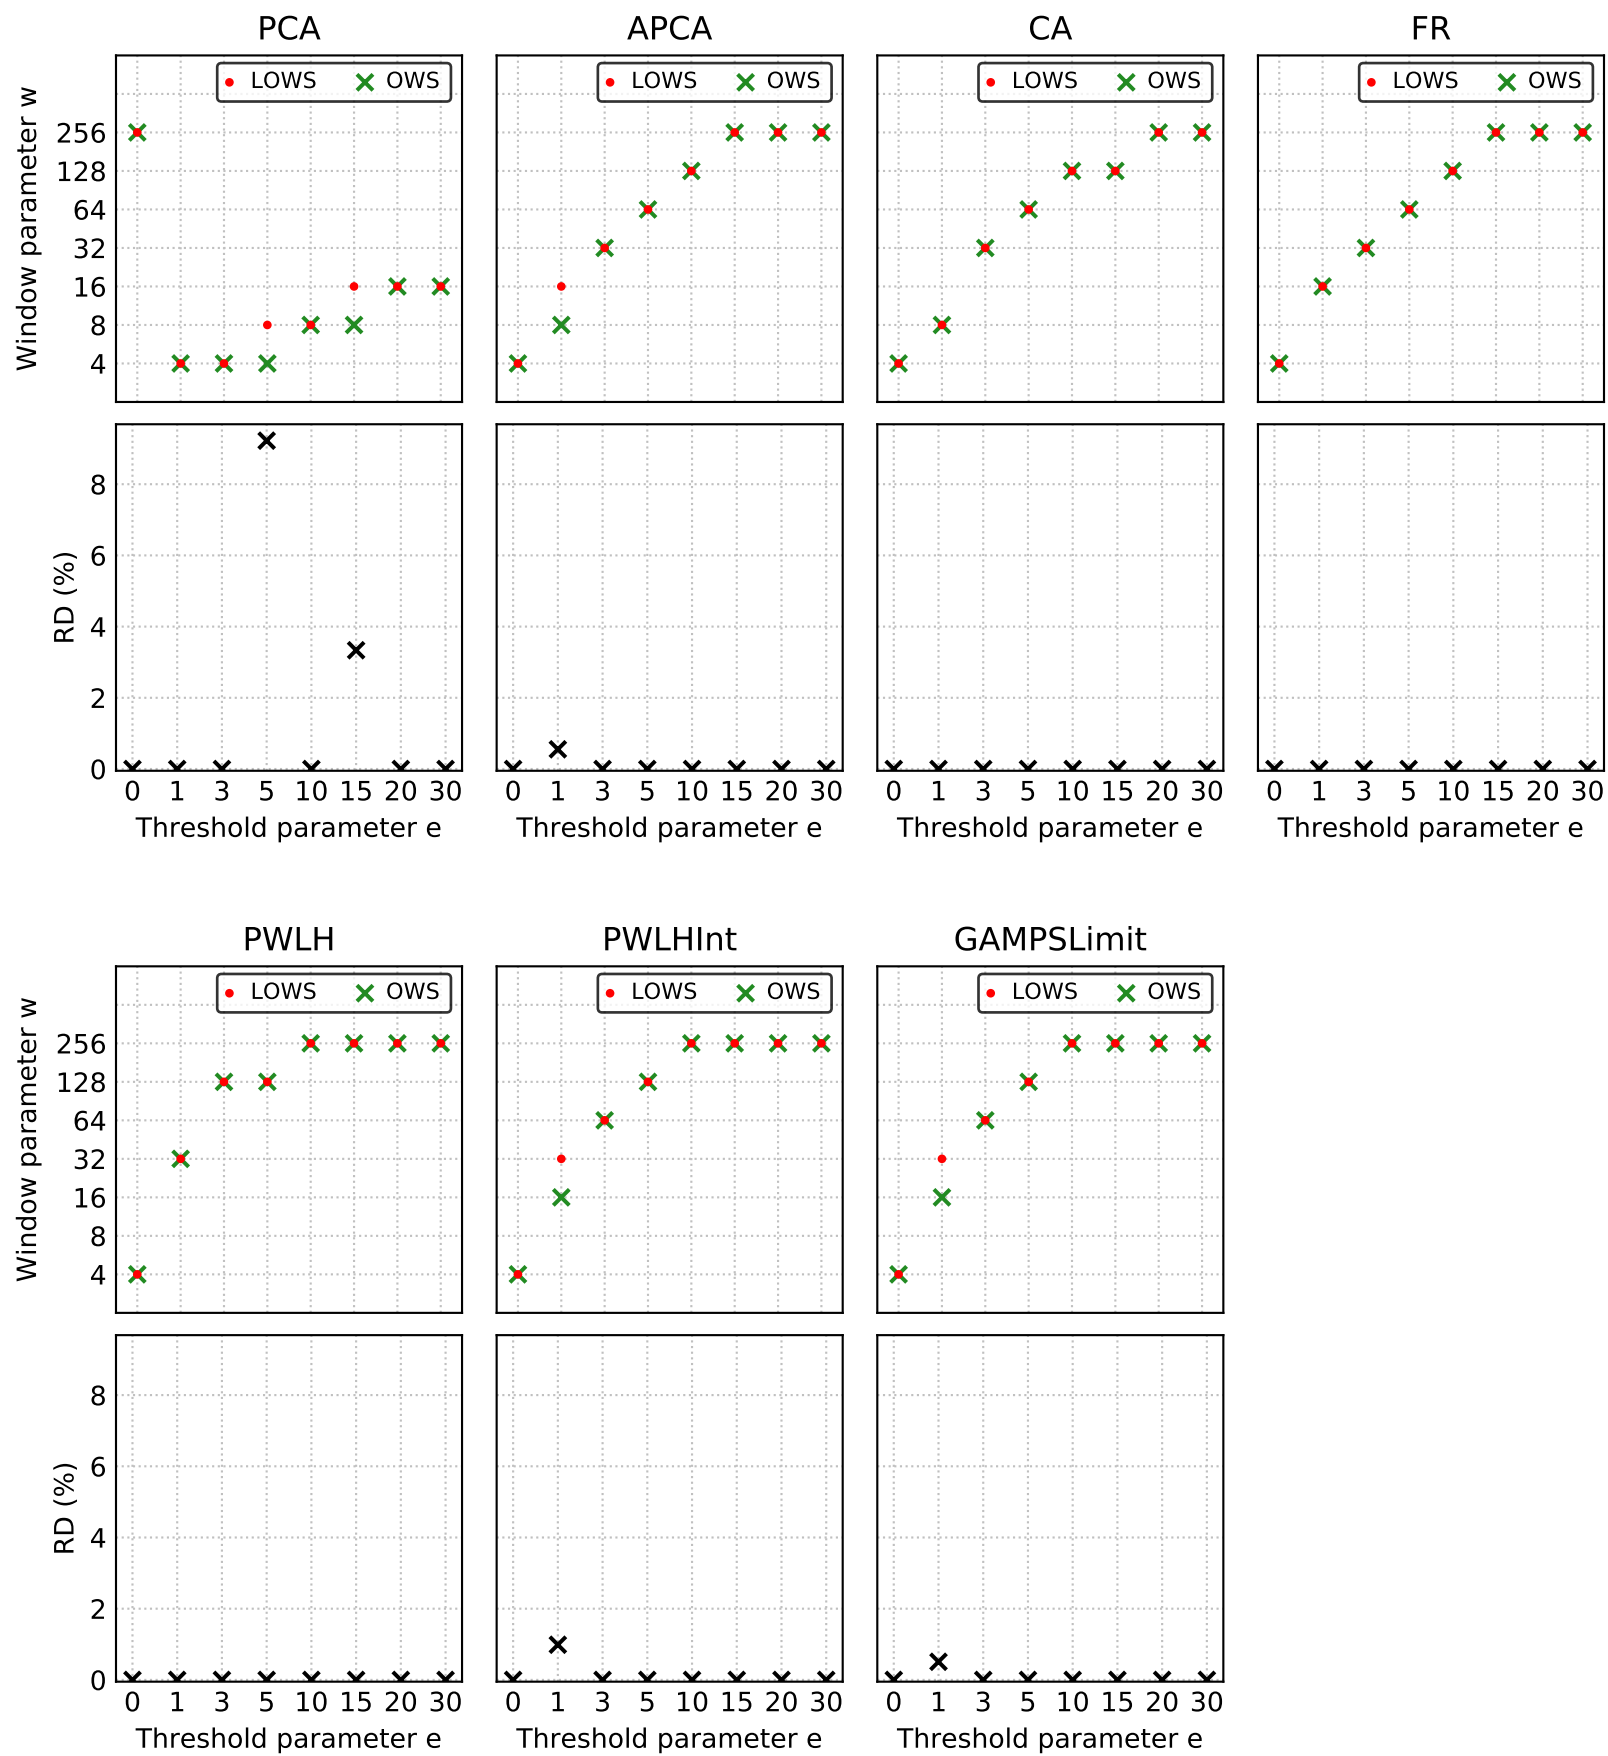 PCA APCA CA FR
LOWS OWS LOWS OWS LOWS OWS LOWS OWS
Window parameter w
256
128
64
32
16
8
4
RD (%)
8
6
4
2
0
0 1 3 5 10 15 20 30 0 1 3 5 10 15 20 30 0 1 3 5 10 15 20 30 0 1 3 5 10 15 20 30
Threshold parameter e Threshold parameter e Threshold parameter e Threshold parameter e
PWLH PWLHInt GAMPSLimit
LOWS OWS LOWS OWS LOWS OWS
Window parameter w
256
128
64
32
16
8
4
RD (%)
8
6
4
2
0
0 1 3 5 10 15 20 30 0 1 3 5 10 15 20 30 0 1 3 5 10 15 20 30
Threshold parameter e Threshold parameter e Threshold parameter e